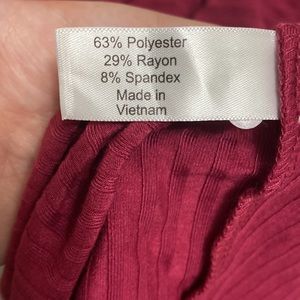 63% Polyester
29% Rayon
8% Spandex
Made in
Vietnam